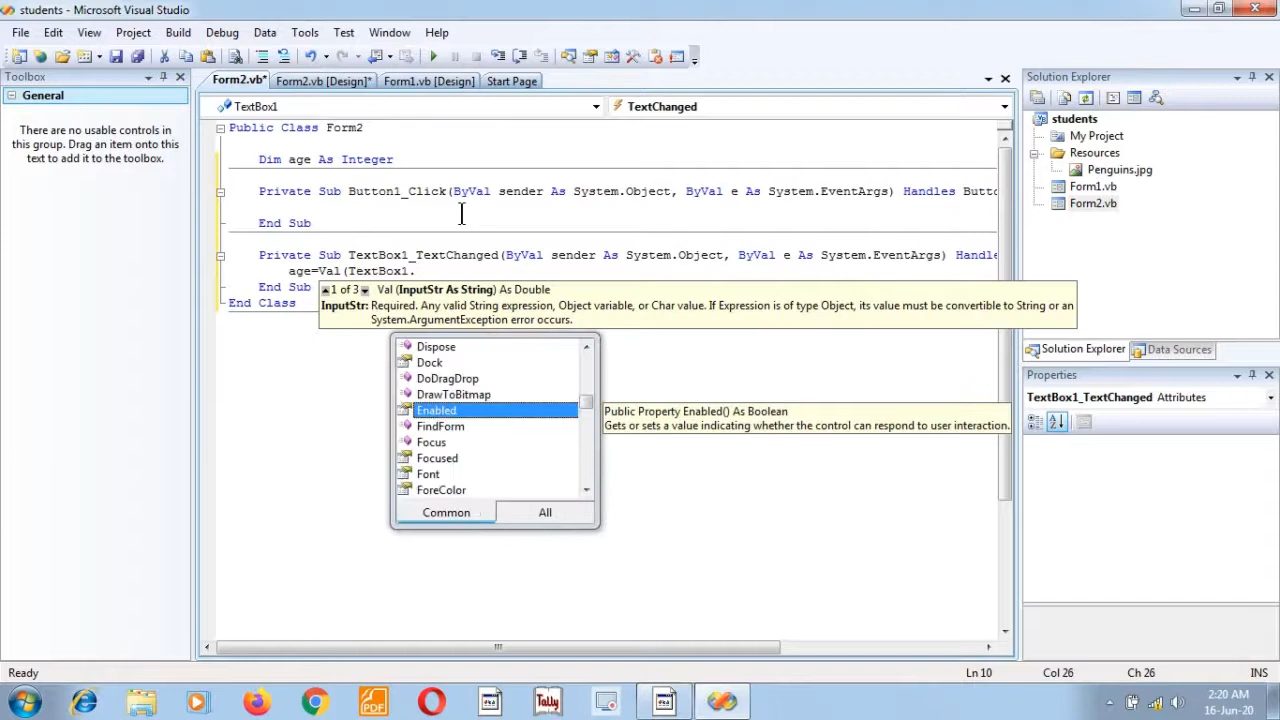 students - Microsoft Visual Studio
File Edit View Project Build Debug Data Tools Test Window Help
Toolbox
General
There are no usable controls in
this group. Drag an item onto this
text to add it to the toolbox.
Form2.vb* Form2.vb [Design]* Form1.vb [Design] Start Page
TextBox1 TextChanged
Public Class Form2
Dim age As Integer
Private Sub Button1_Click(ByVal sender As System.Object, ByVal e As System.EventArgs) Handles Butto
End Sub
Private Sub TextBox1_TextChanged(ByVal sender As System.Object, ByVal e As System.EventArgs) Handle
age=Val(TextBox1.
End Sub
End Class
1 of 3 Val (InputStr As String) As Double
InputStr: Required. Any valid String expression, Object variable, or Char value. If Expression is of type Object, its value must be convertible to String or an
System.ArgumentException error occurs.
Dispose
Dock
DoDragDrop
DrawToBitmap
Enabled
FindForm
Focus
Focused
Font
ForeColor
Common All
Public Property Enabled() As Boolean
Gets or sets a value indicating whether the control can respond to user interaction.
Solution Explorer
students
My Project
Resources
Penguins.jpg
Form1.vb
Form2.vb
Solution Explorer Data Sources
Properties
TextBox1_TextChanged Attributes
Ready Ln 10 Col 26 Ch 26 INS
PDF
Tally
2:20 AM
16-Jun-20